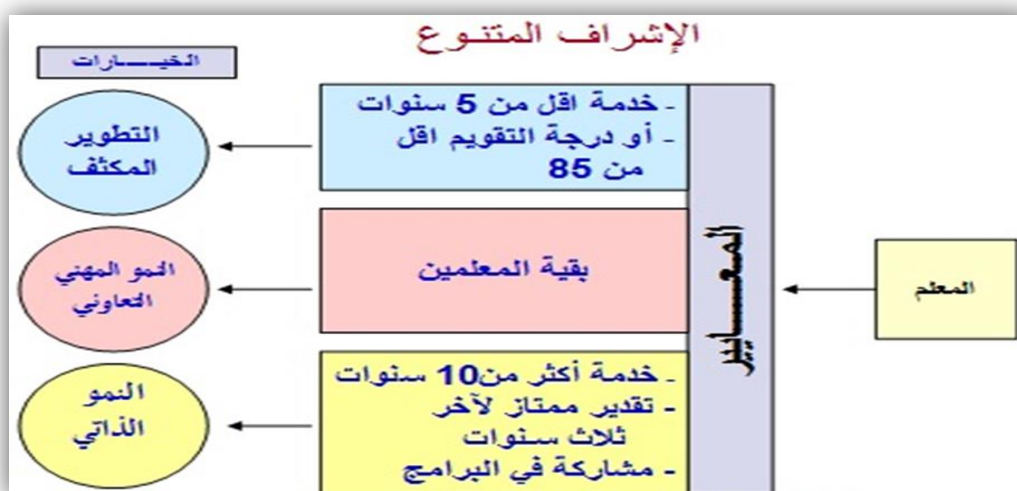 الإشراف المتنوع
المعلم
المعايير
- خدمة اقل من 5 سنوات
- أو درجة التقويم اقل
من 85
بقية المعلمين
- خدمة أكثر من10 سنوات
- تقدير ممتاز لآخر
ثلاث سنوات
- مشاركة في البرامج
الخيارات
التطوير
المكثف
النمو المهني
التعاوني
النمو
الذاتي